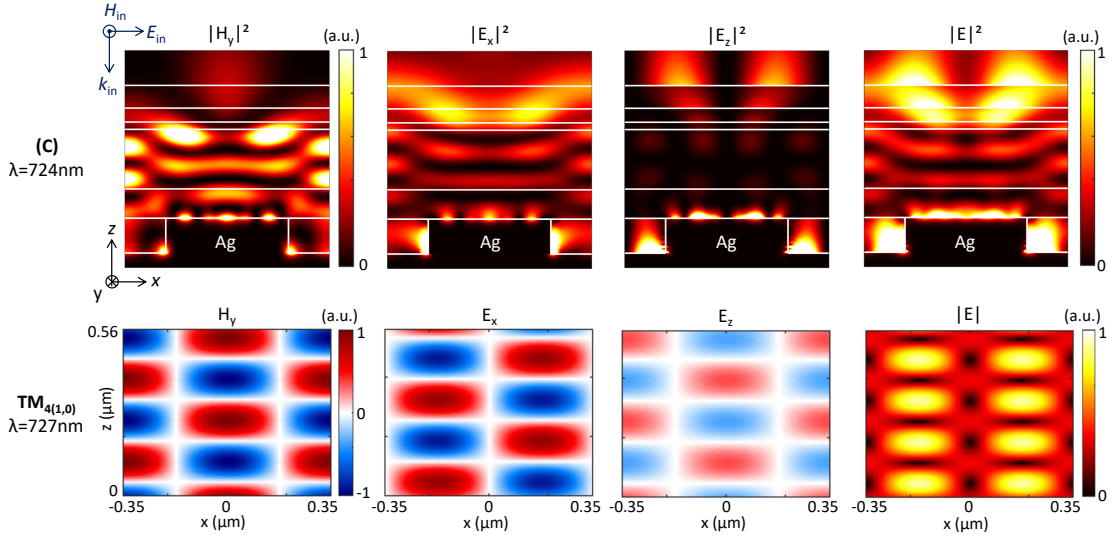 H_in
E_in
k_in
|H_y|² (a.u.) |E_x|² |E_z|² |E|² (a.u.)
1 1
(C)
λ=724nm
z
Ag Ag Ag Ag
0 0
y x
H_y (a.u.) E_x E_z |E| (a.u.)
0.56 1 1
TM_4(1,0)
λ=727nm
z (µm)
0
0 -1 0
-0.35 0 0.35 -0.35 0 0.35 -0.35 0 0.35 -0.35 0 0.35
x (µm) x (µm) x (µm) x (µm)